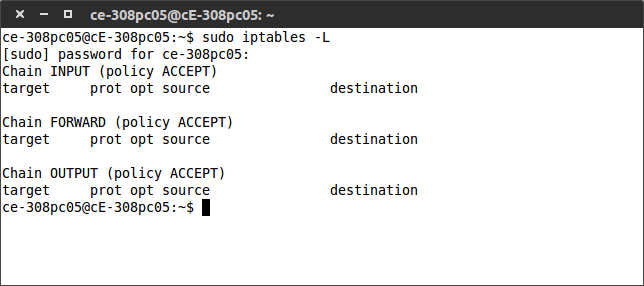 ce-308pc05@cE-308pc05: ~
ce-308pc05@cE-308pc05:~$ sudo iptables -L
[sudo] password for ce-308pc05:
Chain INPUT (policy ACCEPT)
target     prot opt source               destination

Chain FORWARD (policy ACCEPT)
target     prot opt source               destination

Chain OUTPUT (policy ACCEPT)
target     prot opt source               destination
ce-308pc05@cE-308pc05:~$